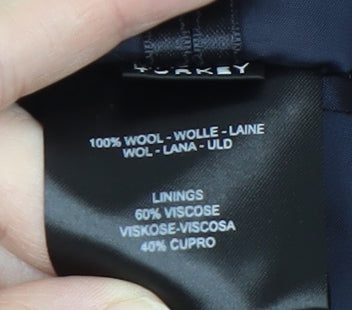 TURKEY
100% WOOL - WOLLE - LAINE
WOL - LANA - ULD
LININGS
60% VISCOSE
VISKOSE-VISCOSA
40% CUPRO